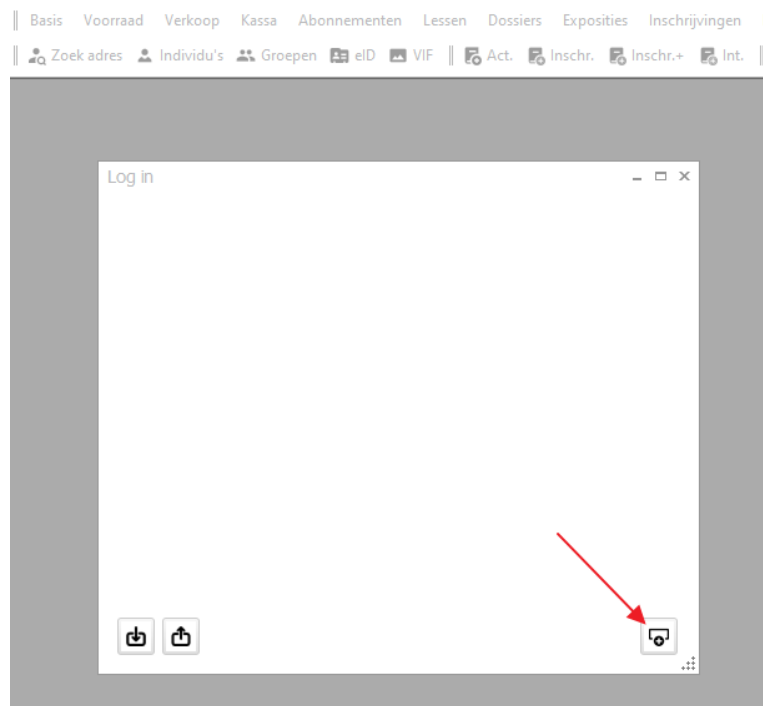 Basis Voorraad Verkoop Kassa Abonnementen Lessen Dossiers Exposities Inschrijvingen
Zoek adres Individu's Groepen eID VIF Act. Inschr. Inschr.+ Int.
Log in